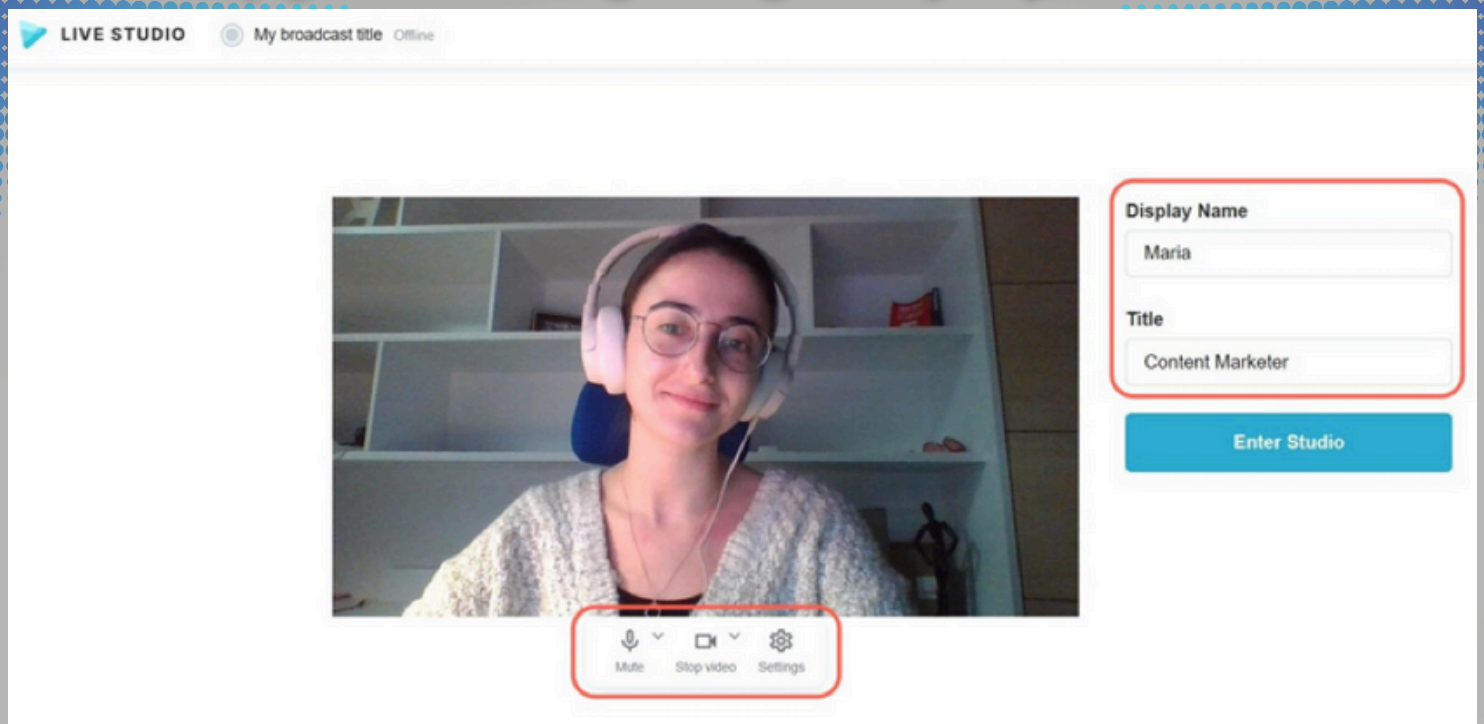 LIVE STUDIO My broadcast title Offline
Display Name
Maria
Title
Content Marketer
Enter Studio
Mute Stop video Settings